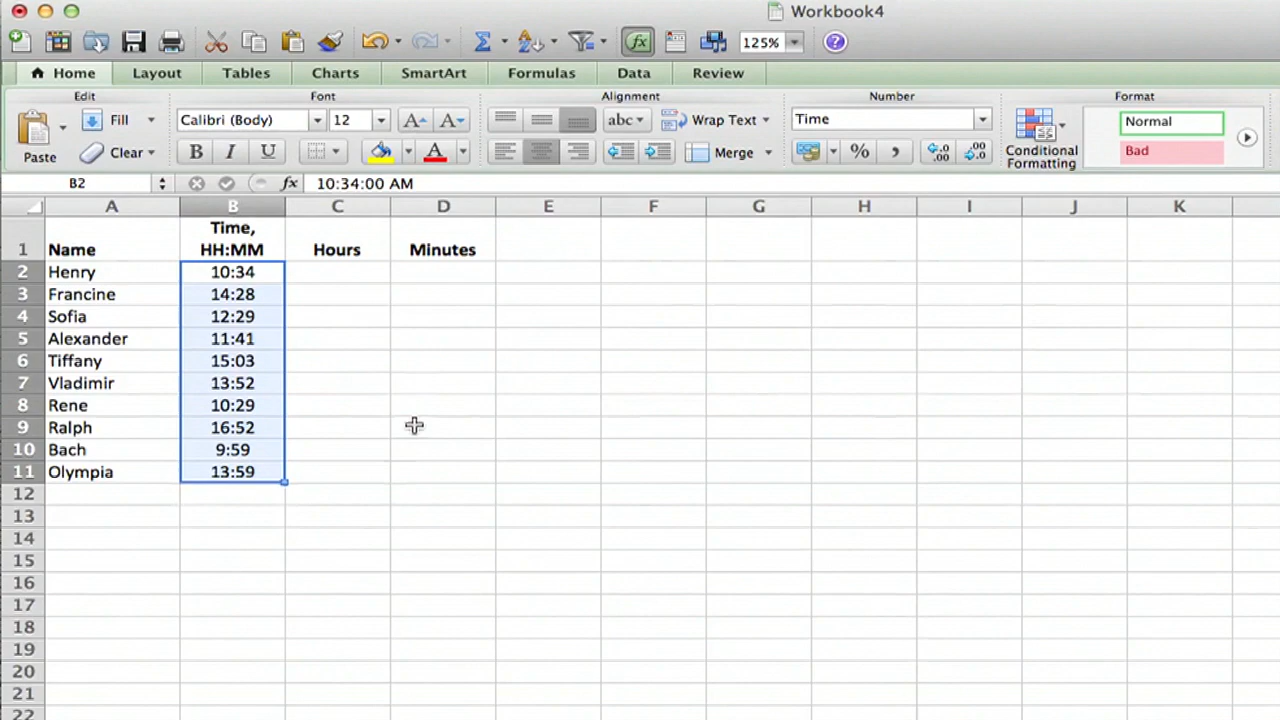 Workbook4
125%
Home Layout Tables Charts SmartArt Formulas Data Review
Edit Font Alignment Number Format
Paste Fill Clear Calibri (Body) 12 abc Wrap Text Merge Time Conditional Formatting Normal Bad
B I U A % ,
B2 fx 10:34:00 AM
A B C D E F G H I J K
1 Name Time, HH:MM Hours Minutes
2 Henry 10:34
3 Francine 14:28
4 Sofia 12:29
5 Alexander 11:41
6 Tiffany 15:03
7 Vladimir 13:52
8 Rene 10:29
9 Ralph 16:52
10 Bach 9:59
11 Olympia 13:59
12
13
14
15
16
17
18
19
20
21
22